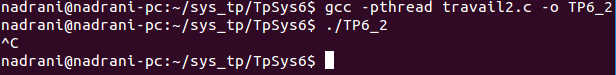 nadrani@nadrani-pc:~/sys_tp/TpSys6$ gcc -pthread travail2.c -o TP6_2
nadrani@nadrani-pc:~/sys_tp/TpSys6$ ./TP6_2
^C
nadrani@nadrani-pc:~/sys_tp/TpSys6$